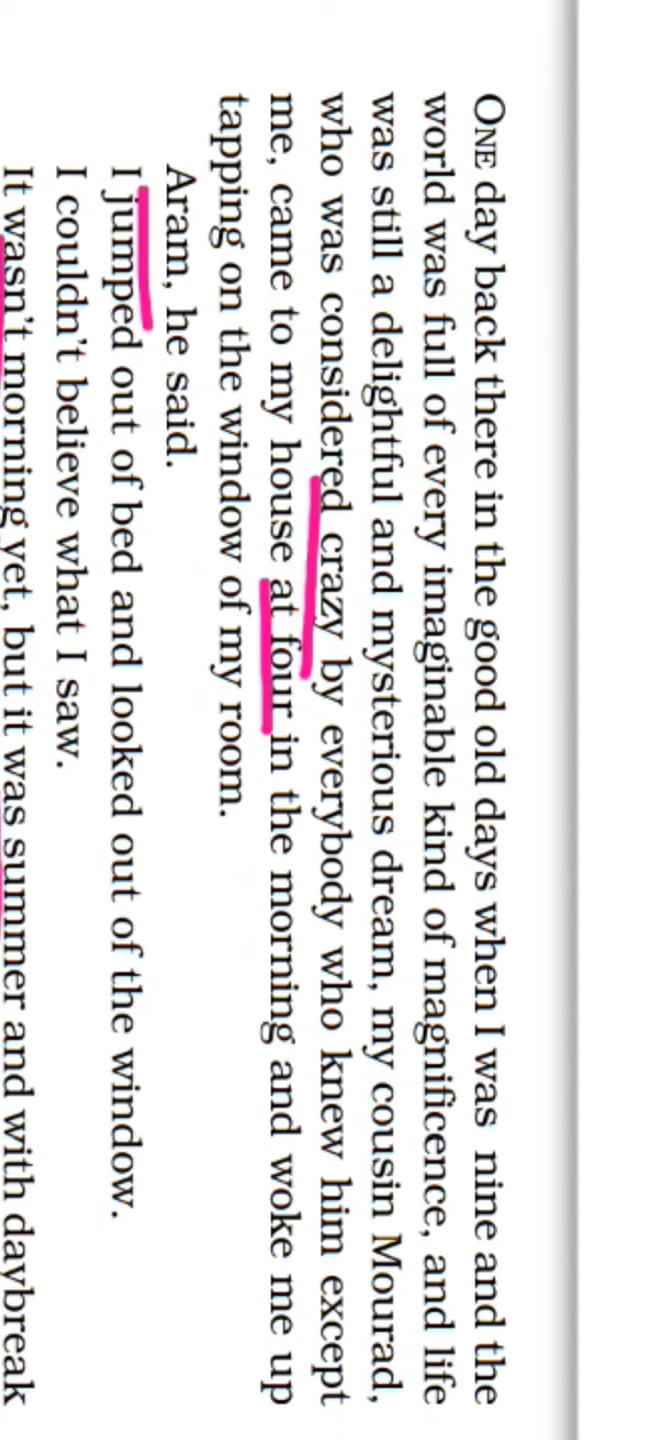 ONE day back there in the good old days when I was nine and the
world was full of every imaginable kind of magnificence, and life
was still a delightful and mysterious dream, my cousin Mourad,
who was considered crazy by everybody who knew him except
me, came to my house at four in the morning and woke me up
tapping on the window of my room.
Aram, he said.
I jumped out of bed and looked out of the window.
I couldn't believe what I saw.
It wasn't morning yet, but it was summer and with daybreak